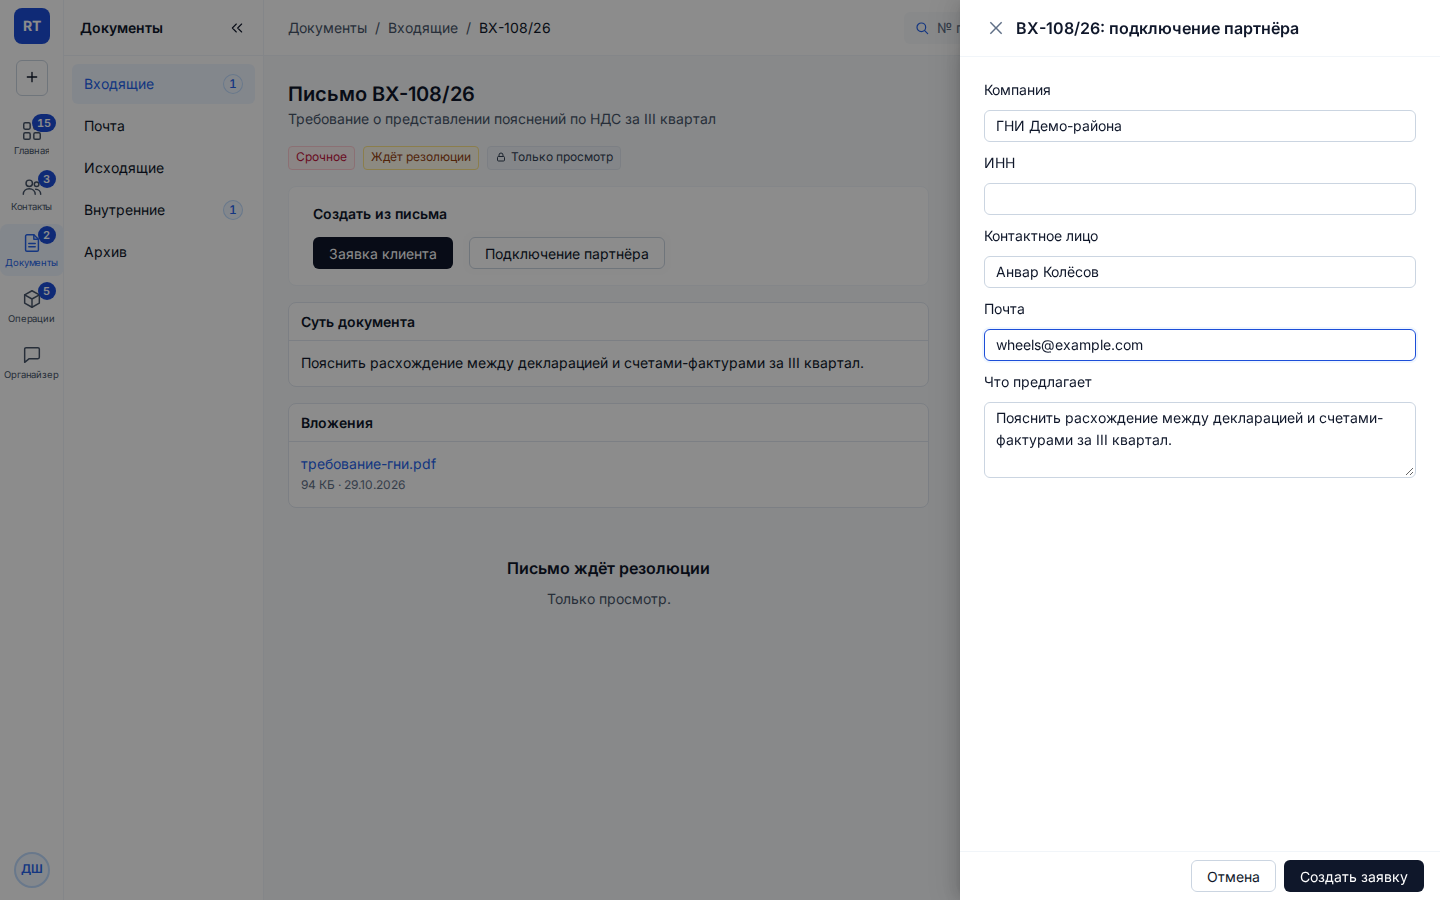 RT
Главная
15
Контакты
3
Документы
2
Операции
5
Органайзер
ДШ
Документы
Входящие
1
Почта
Исходящие
Внутренние
1
Архив
Документы / Входящие / ВХ-108/26
Письмо ВХ-108/26
Требование о представлении пояснений по НДС за III квартал
Срочное
Ждёт резолюции
Только просмотр
Создать из письма
Заявка клиента
Подключение партнёра
Суть документа
Пояснить расхождение между декларацией и счетами-фактурами за III квартал.
Вложения
требование-гни.pdf
94 КБ · 29.10.2026
Письмо ждёт резолюции
Только просмотр.
ВХ-108/26: подключение партнёра
Компания
ГНИ Демо-района
ИНН
Контактное лицо
Анвар Колёсов
Почта
wheels@example.com
Что предлагает
Пояснить расхождение между декларацией и счетами-
фактурами за III квартал.
Отмена
Создать заявку